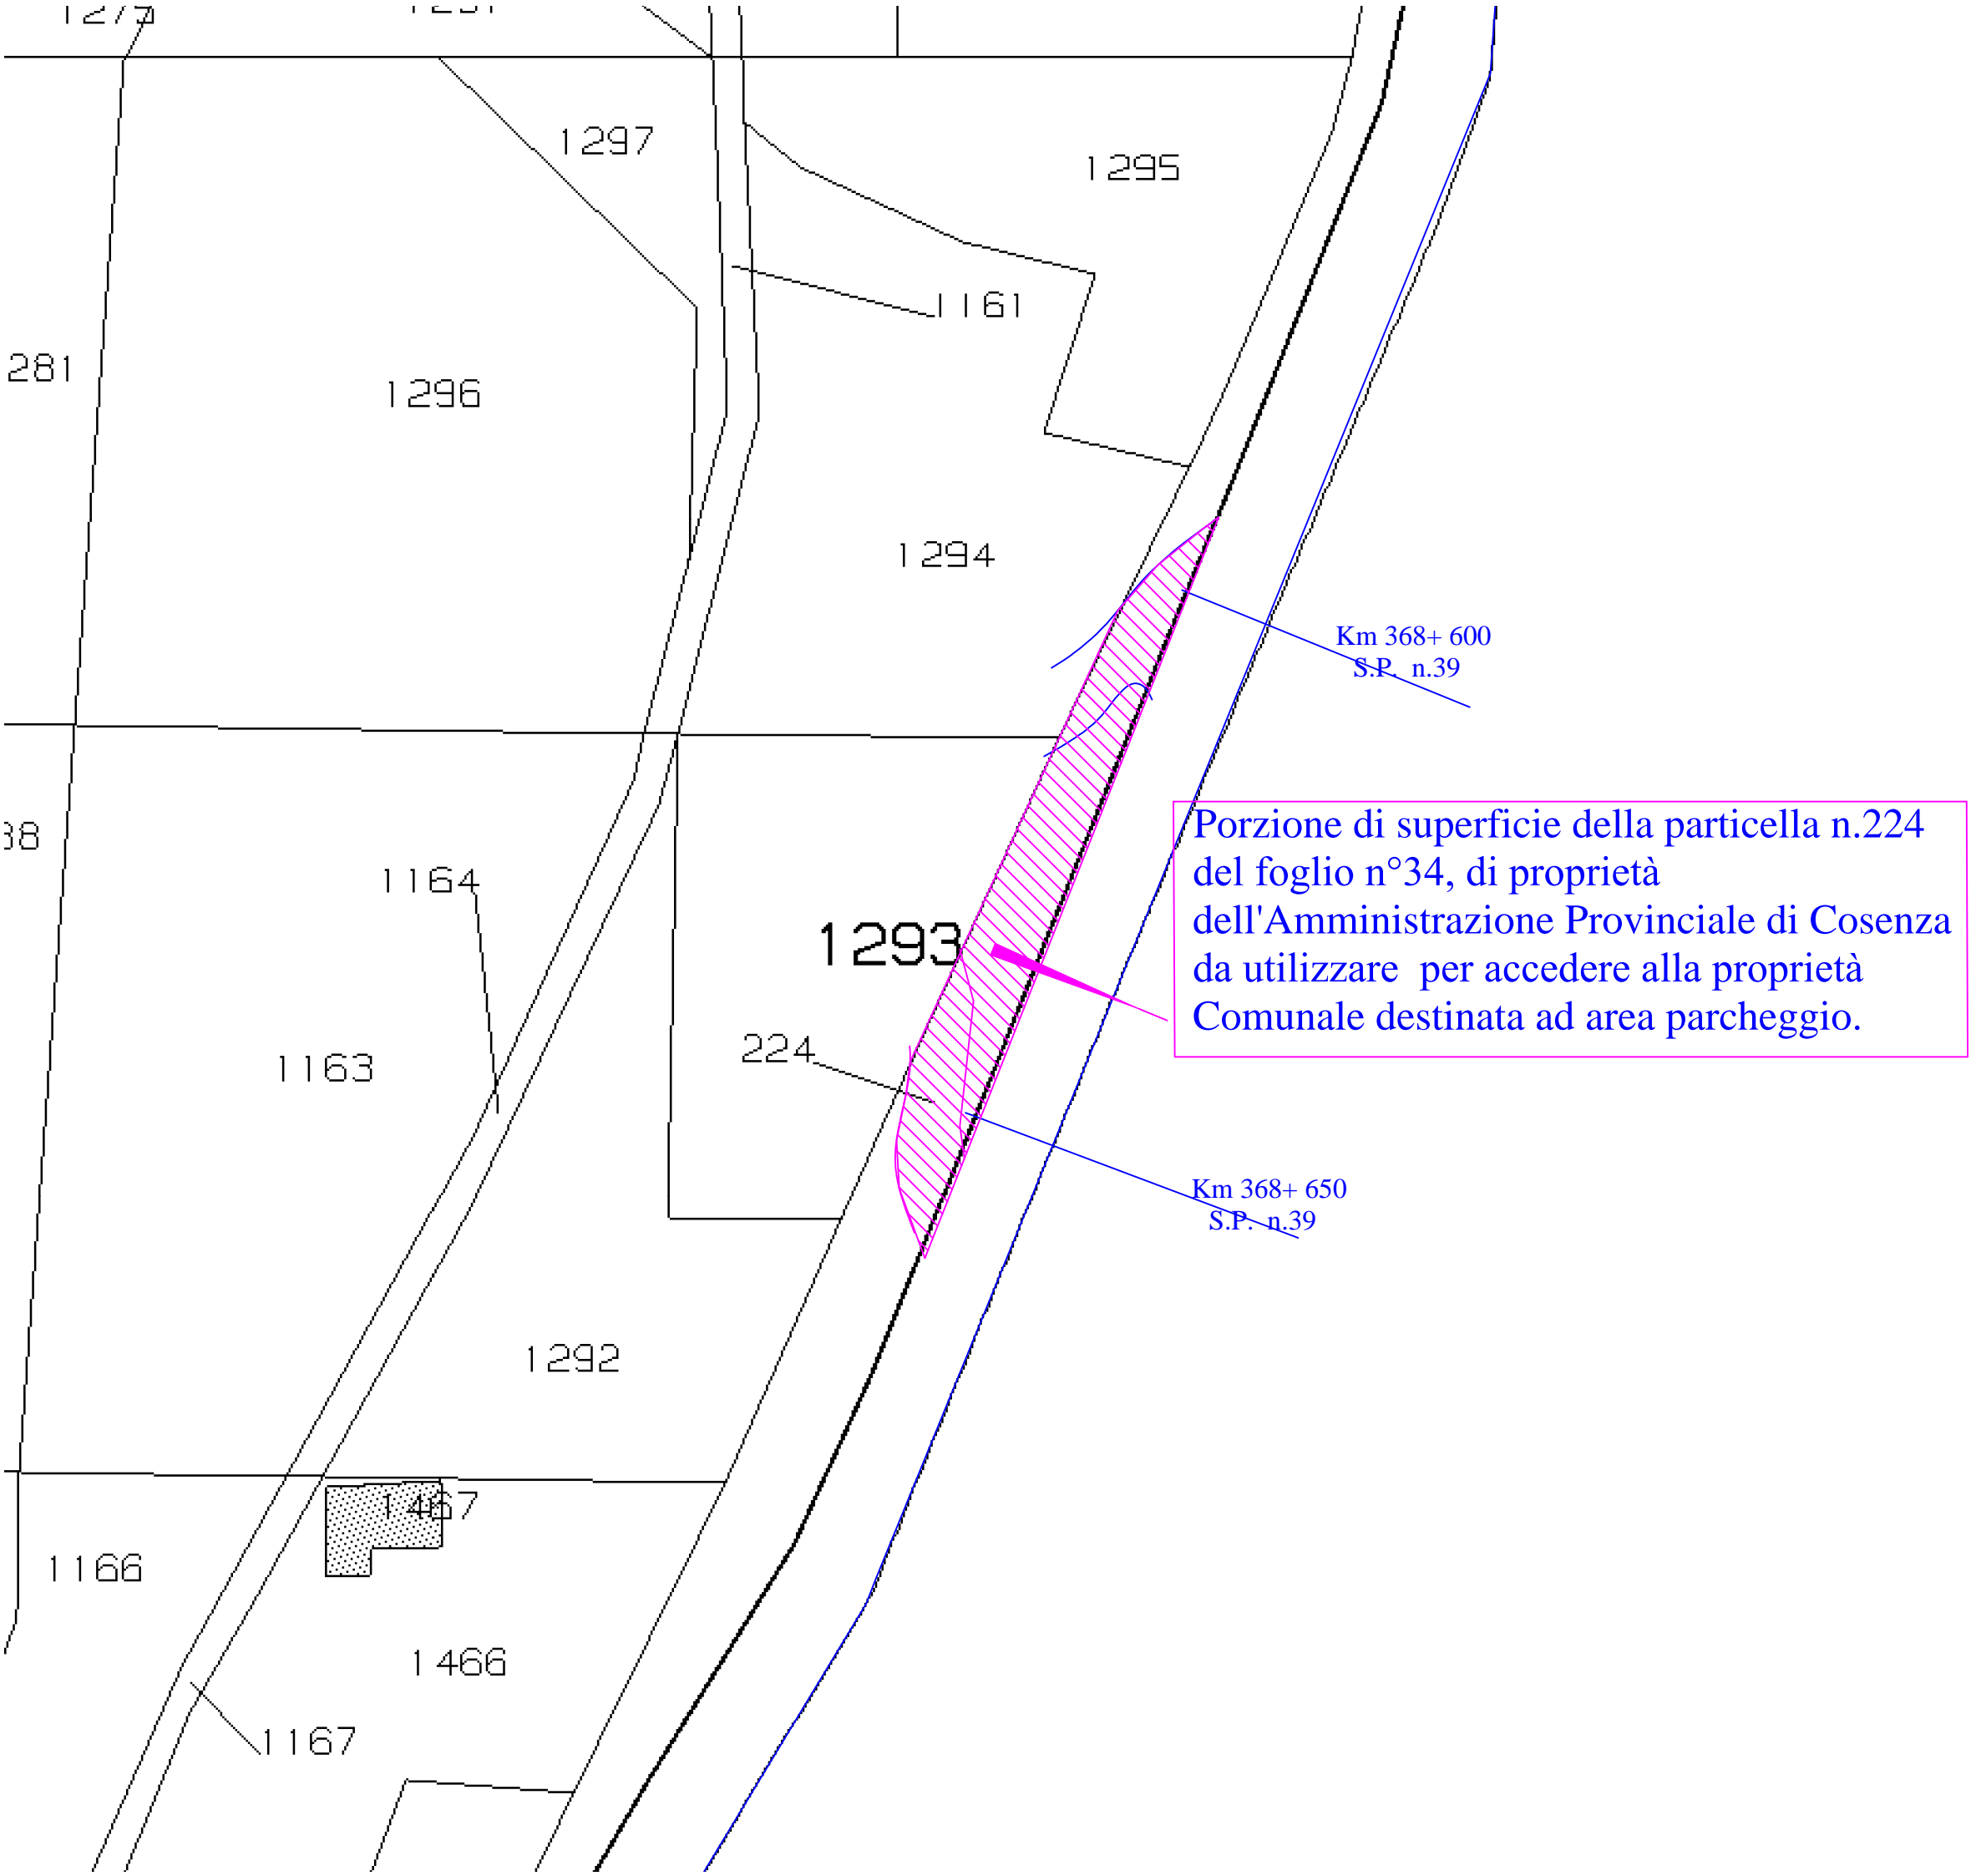 1297
1295
1161
281
1296
1294
Km 368+ 600
S.P. n.39
Porzione di superficie della particella n.224
del foglio n°34, di proprietà
dell'Amministrazione Provinciale di Cosenza
da utilizzare per accedere alla proprietà
Comunale destinata ad area parcheggio.
1164
1293
224
1163
Km 368+ 650
S.P. n.39
1292
1467
1166
1466
1167